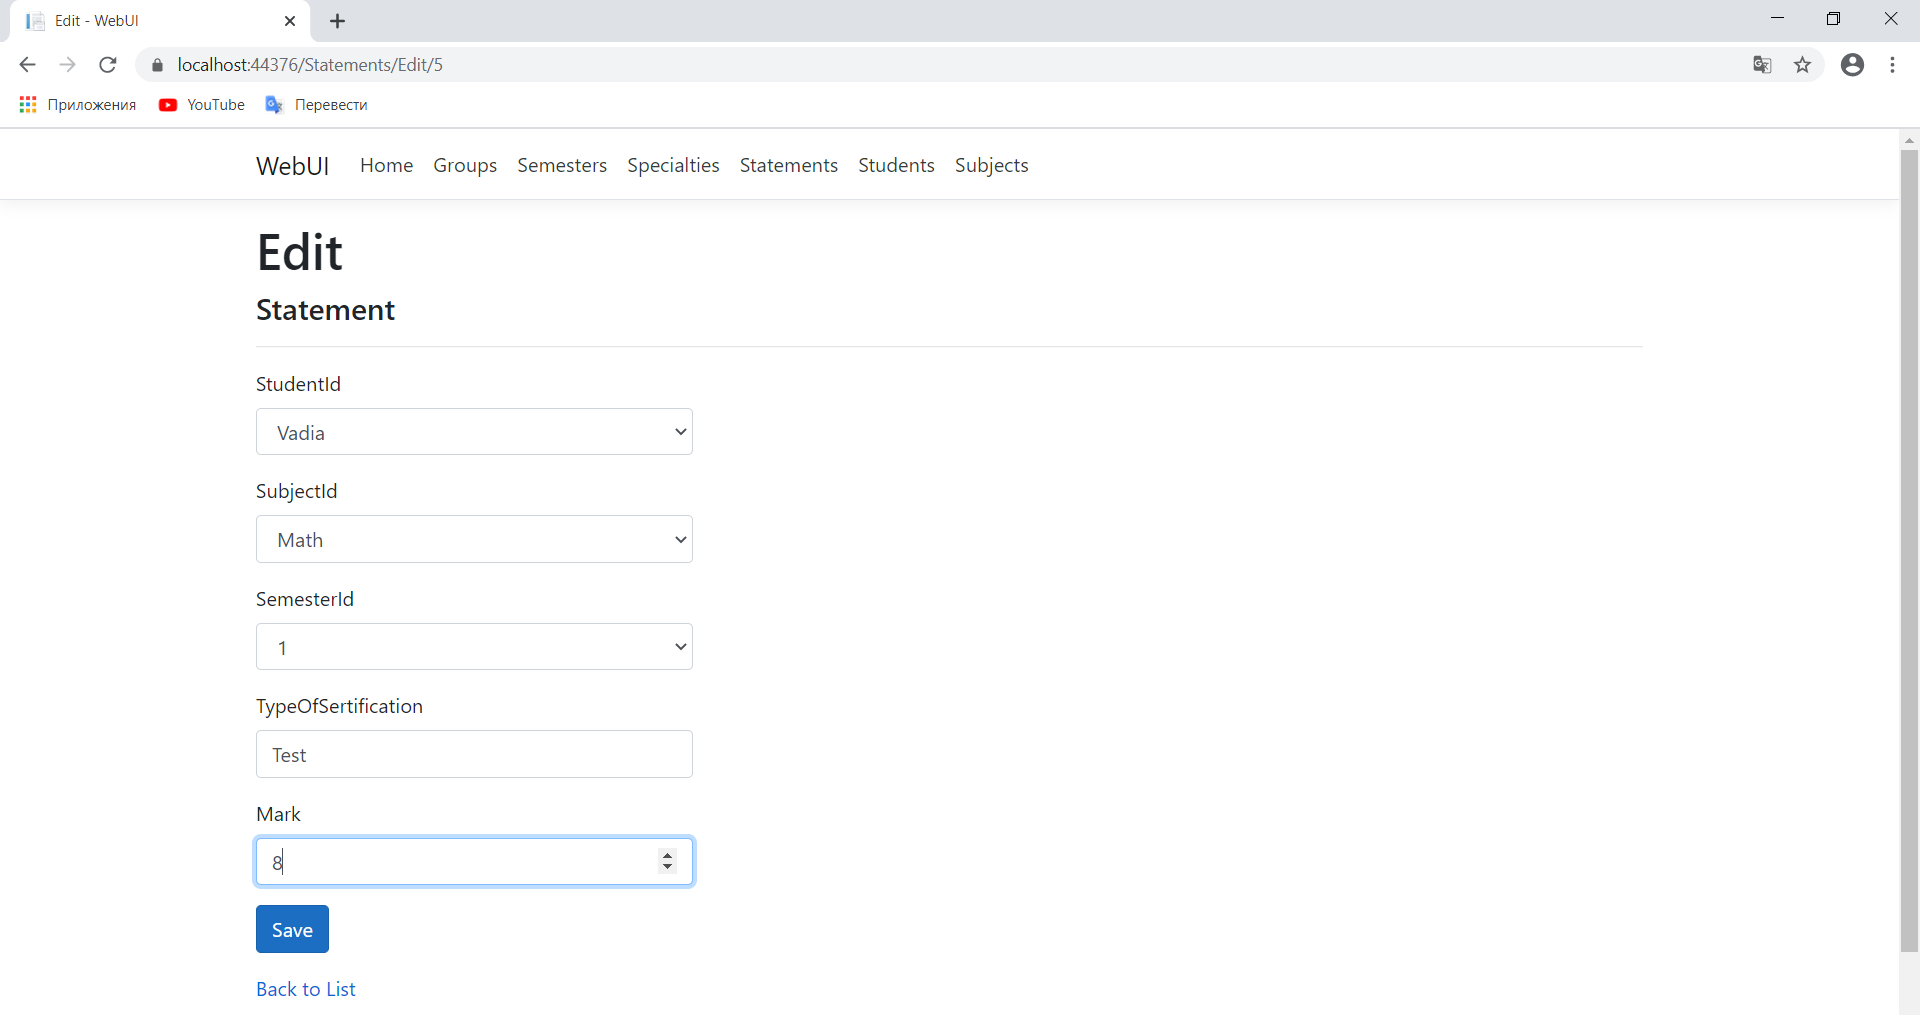 Edit - WebUI
localhost:44376/Statements/Edit/5
Приложения YouTube Перевести
WebUI Home Groups Semesters Specialties Statements Students Subjects
Edit
Statement
StudentId
Vadia
SubjectId
Math
SemesterId
1
TypeOfSertification
Test
Mark
8
Save
Back to List